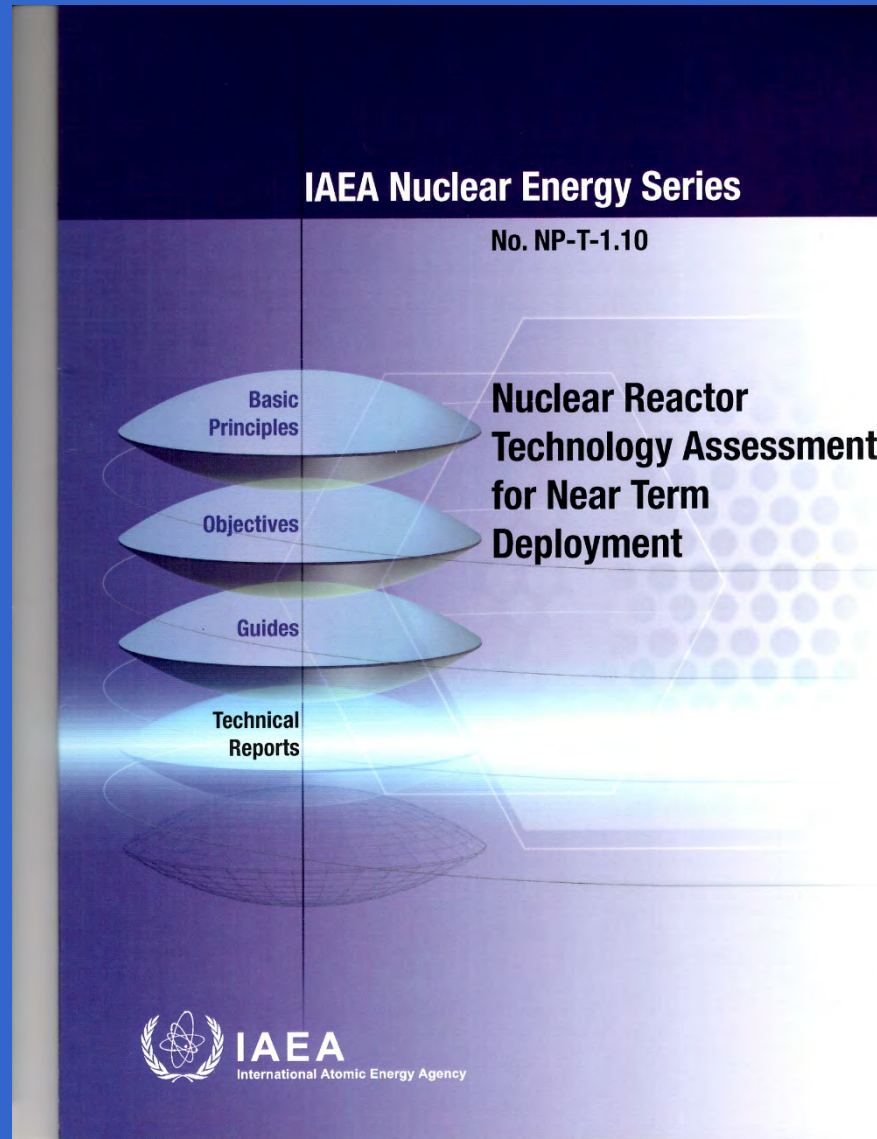 IAEA Nuclear Energy Series
No. NP-T-1.10
Basic
Principles
Nuclear Reactor
Technology Assessment
for Near Term
Deployment
Objectives
Guides
Technical
Reports
IAEA
International Atomic Energy Agency